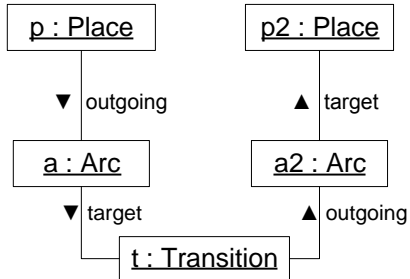 p : Place
p2 : Place
▼ outgoing
▲ target
a : Arc
a2 : Arc
▼ target
▲ outgoing
t : Transition